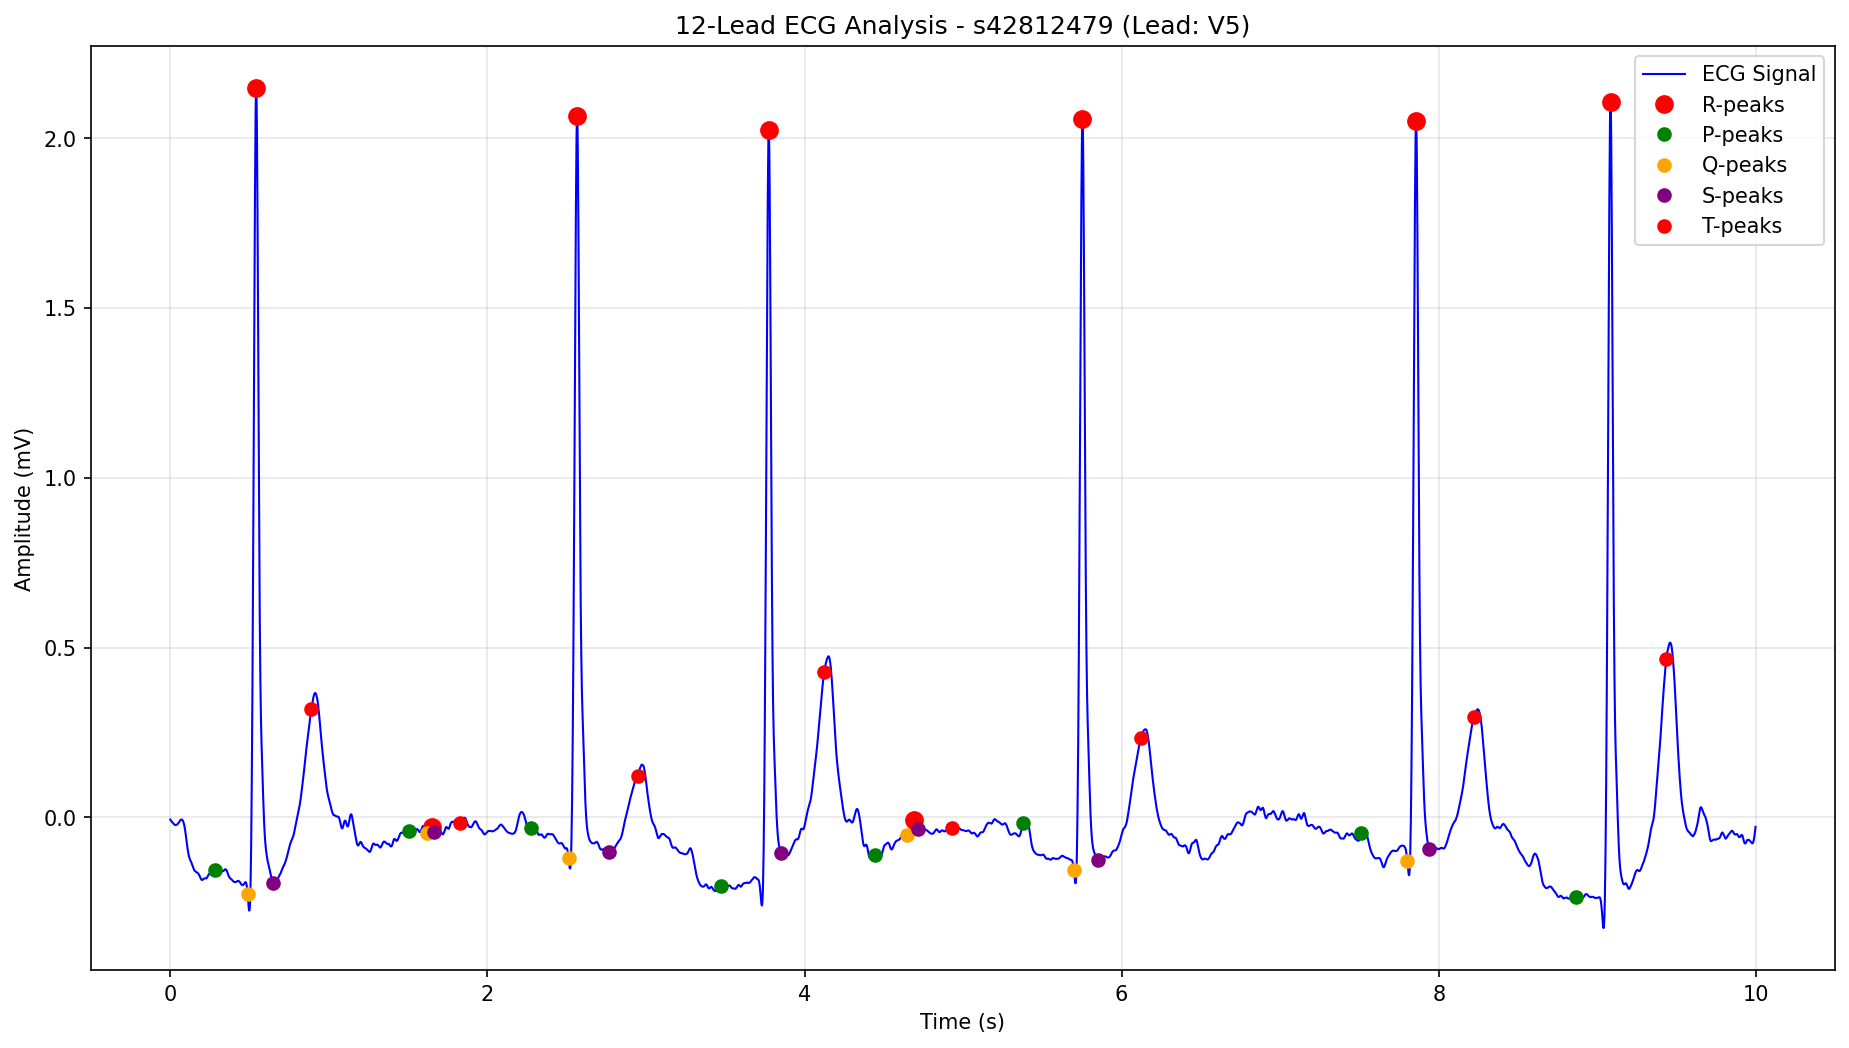 12-Lead ECG Analysis - s42812479 (Lead: V5)
ECG Signal
R-peaks
P-peaks
Q-peaks
S-peaks
T-peaks
Amplitude (mV)
2.0
1.5
1.0
0.5
0.0
0
2
4
6
8
10
Time (s)